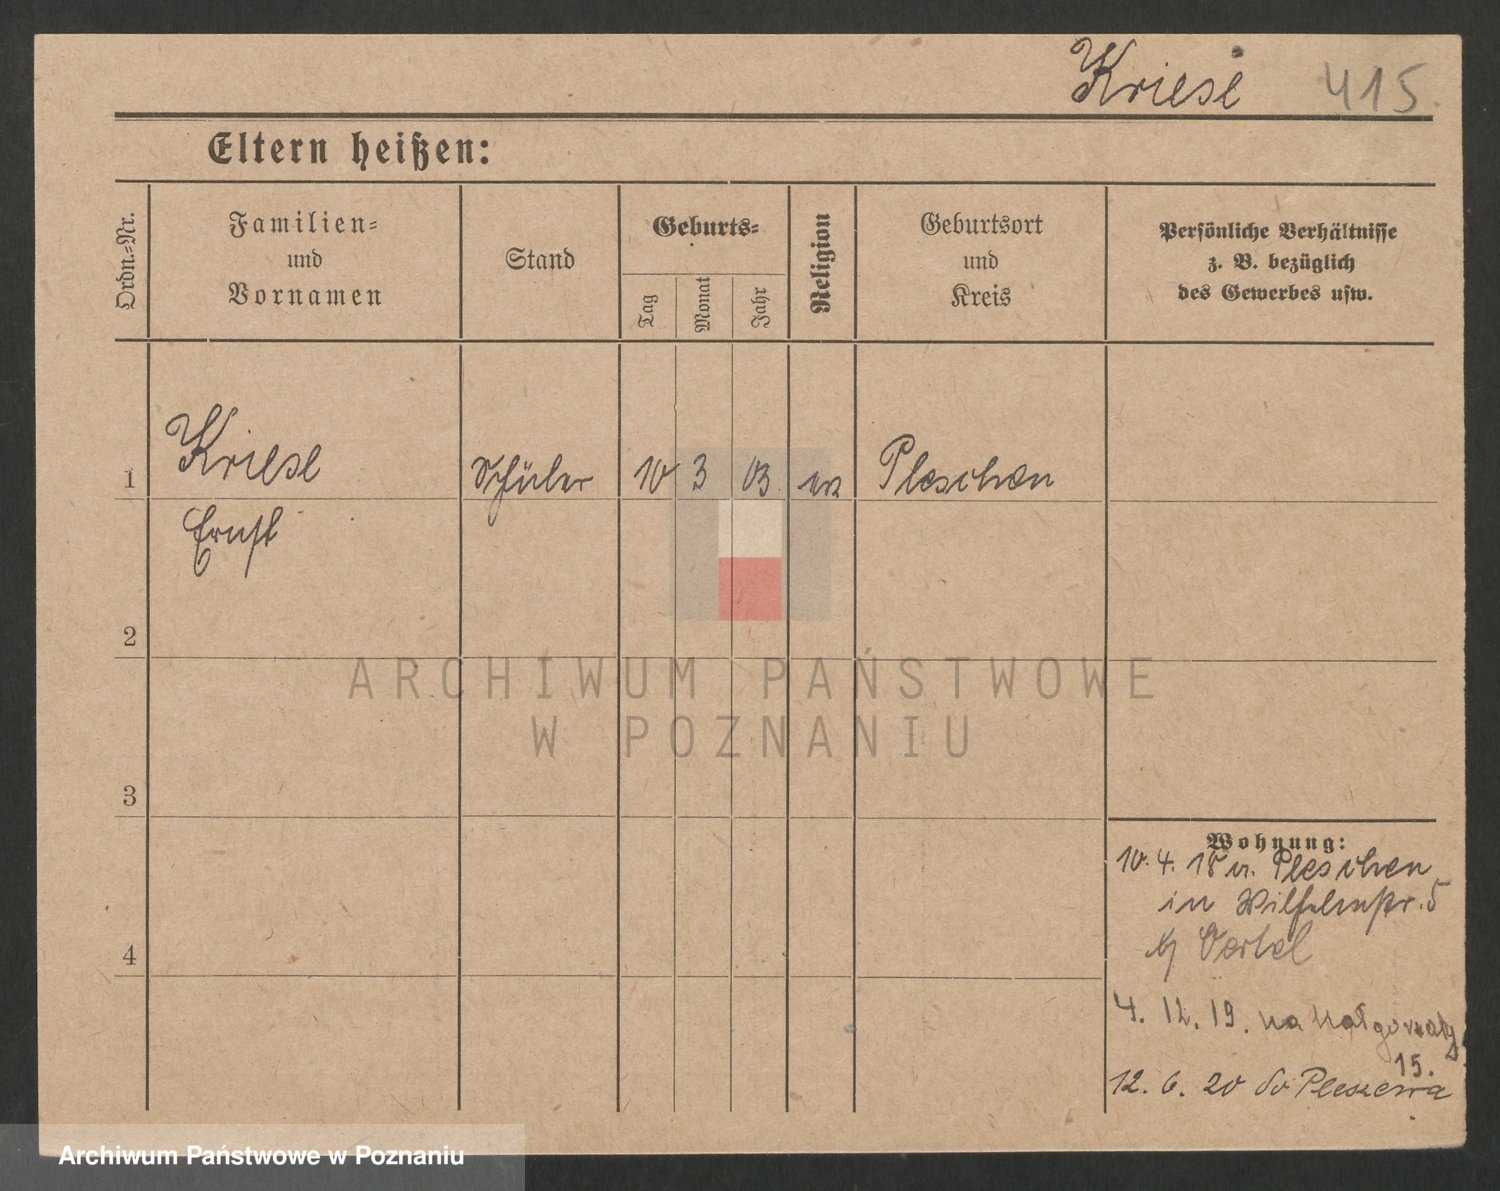 Kriese 415
Eltern heißen:
Ordn.-Nr.
Familien-
und
Vornamen
Stand
Geburts-
Tag
Monat
Jahr
Religion
Geburtsort
und
Kreis
Persönliche Verhältnisse
z. B. bezüglich
des Gewerbes usw.
1 Kriese Schüler 10 3 03 Pleschen
Ernst
2
3
4
Wohnung:
10. 4. 18 v. Pleschen
in Wilhelmstr. 5
b/ Oertel
4. 12. 19. na Małgorzaty
15.
12. 6. 20 do Pleszewa
ARCHIWUM PAŃSTWOWE
W POZNANIU
Archiwum Państwowe w Poznaniu